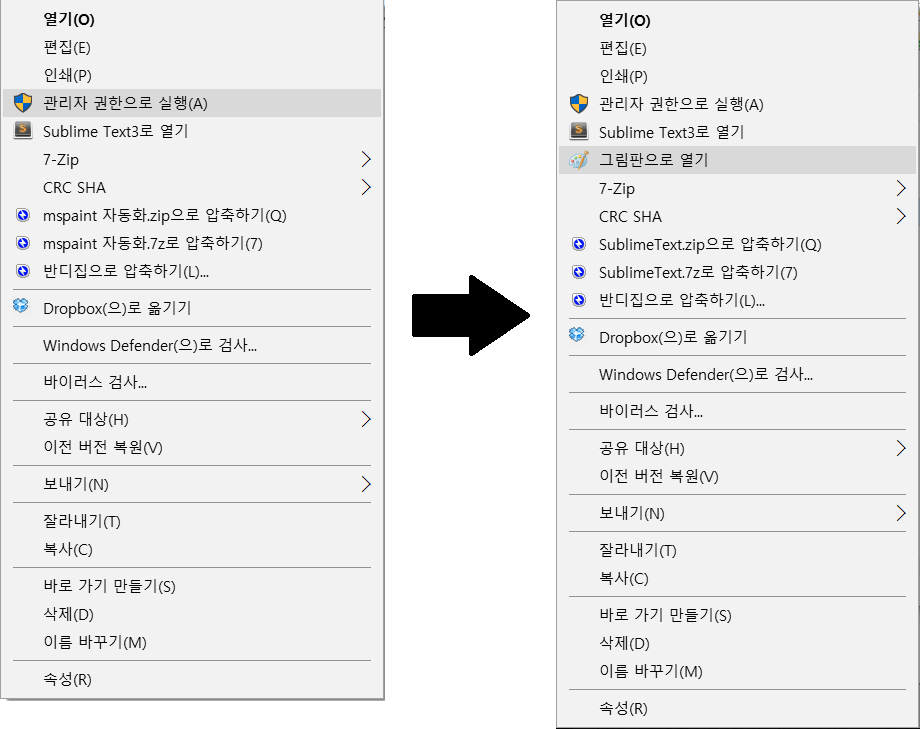 열기(O)
편집(E)
인쇄(P)
관리자 권한으로 실행(A)
Sublime Text3로 열기
7-Zip
CRC SHA
mspaint 자동화.zip으로 압축하기(Q)
mspaint 자동화.7z로 압축하기(7)
반디집으로 압축하기(L)...
Dropbox(으)로 옮기기
Windows Defender(으)로 검사...
바이러스 검사...
공유 대상(H)
이전 버전 복원(V)
보내기(N)
잘라내기(T)
복사(C)
바로 가기 만들기(S)
삭제(D)
이름 바꾸기(M)
속성(R)
열기(O)
편집(E)
인쇄(P)
관리자 권한으로 실행(A)
Sublime Text3로 열기
그림판으로 열기
7-Zip
CRC SHA
SublimeText.zip으로 압축하기(Q)
SublimeText.7z로 압축하기(7)
반디집으로 압축하기(L)...
Dropbox(으)로 옮기기
Windows Defender(으)로 검사...
바이러스 검사...
공유 대상(H)
이전 버전 복원(V)
보내기(N)
잘라내기(T)
복사(C)
바로 가기 만들기(S)
삭제(D)
이름 바꾸기(M)
속성(R)